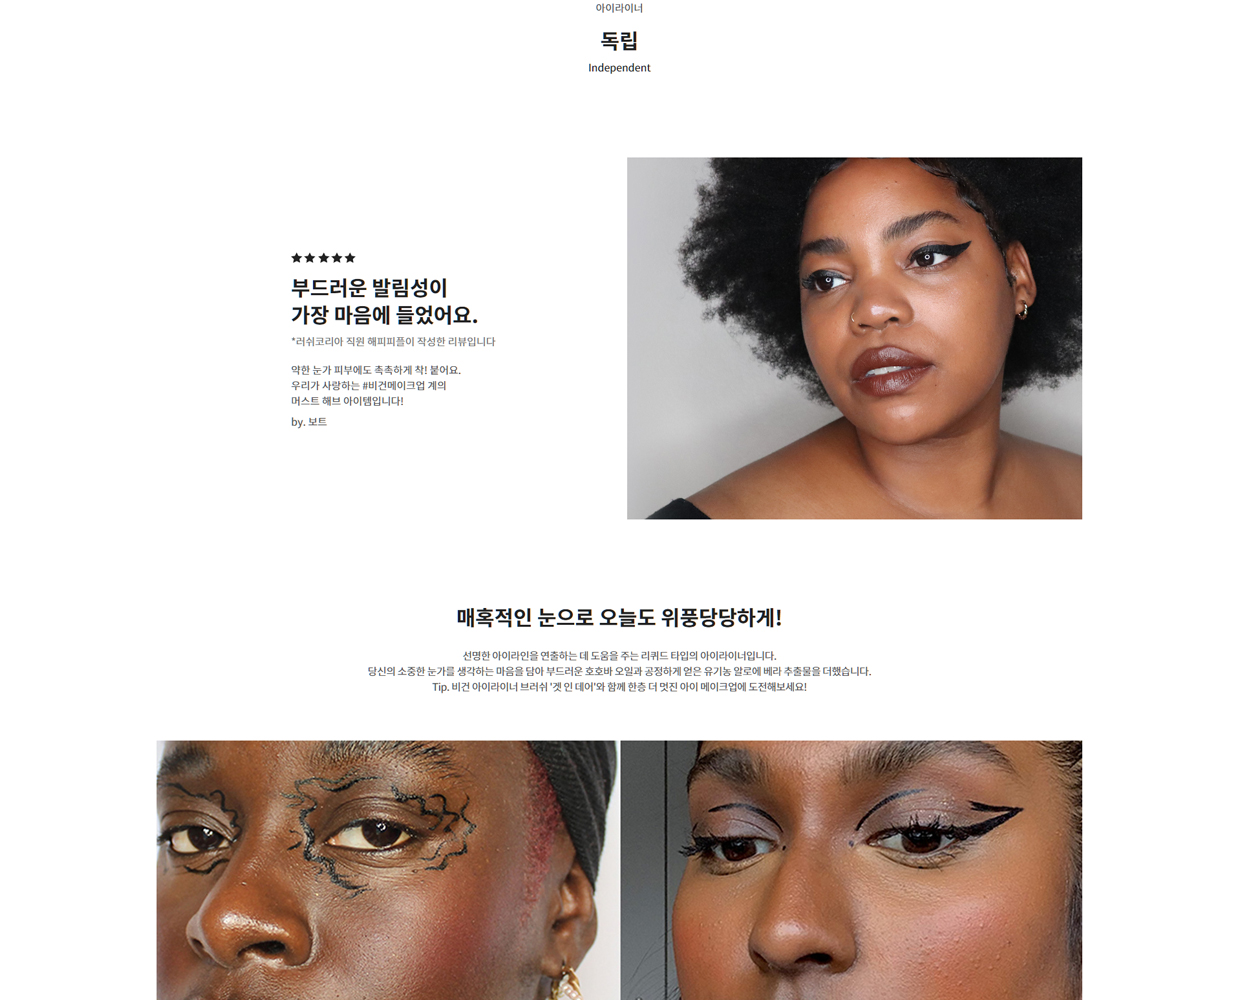 아이라이너
독립
Independent
★★★★★
부드러운 발림성이
가장 마음에 들었어요.
*러쉬코리아 직원 해피피플이 작성한 리뷰입니다
약한 눈가 피부에도 촉촉하게 착! 붙어요.
우리가 사랑하는 #비건메이크업 계의
머스트 해브 아이템입니다!
by. 보트
매혹적인 눈으로 오늘도 위풍당당하게!
선명한 아이라인을 연출하는 데 도움을 주는 리퀴드 타입의 아이라이너입니다.
당신의 소중한 눈가를 생각하는 마음을 담아 부드러운 호호바 오일과 공정하게 얻은 유기농 알로에 베라 추출물을 더했습니다.
Tip. 비건 아이라이너 브러쉬 '겟 인 데어'와 함께 한층 더 멋진 아이 메이크업에 도전해보세요!